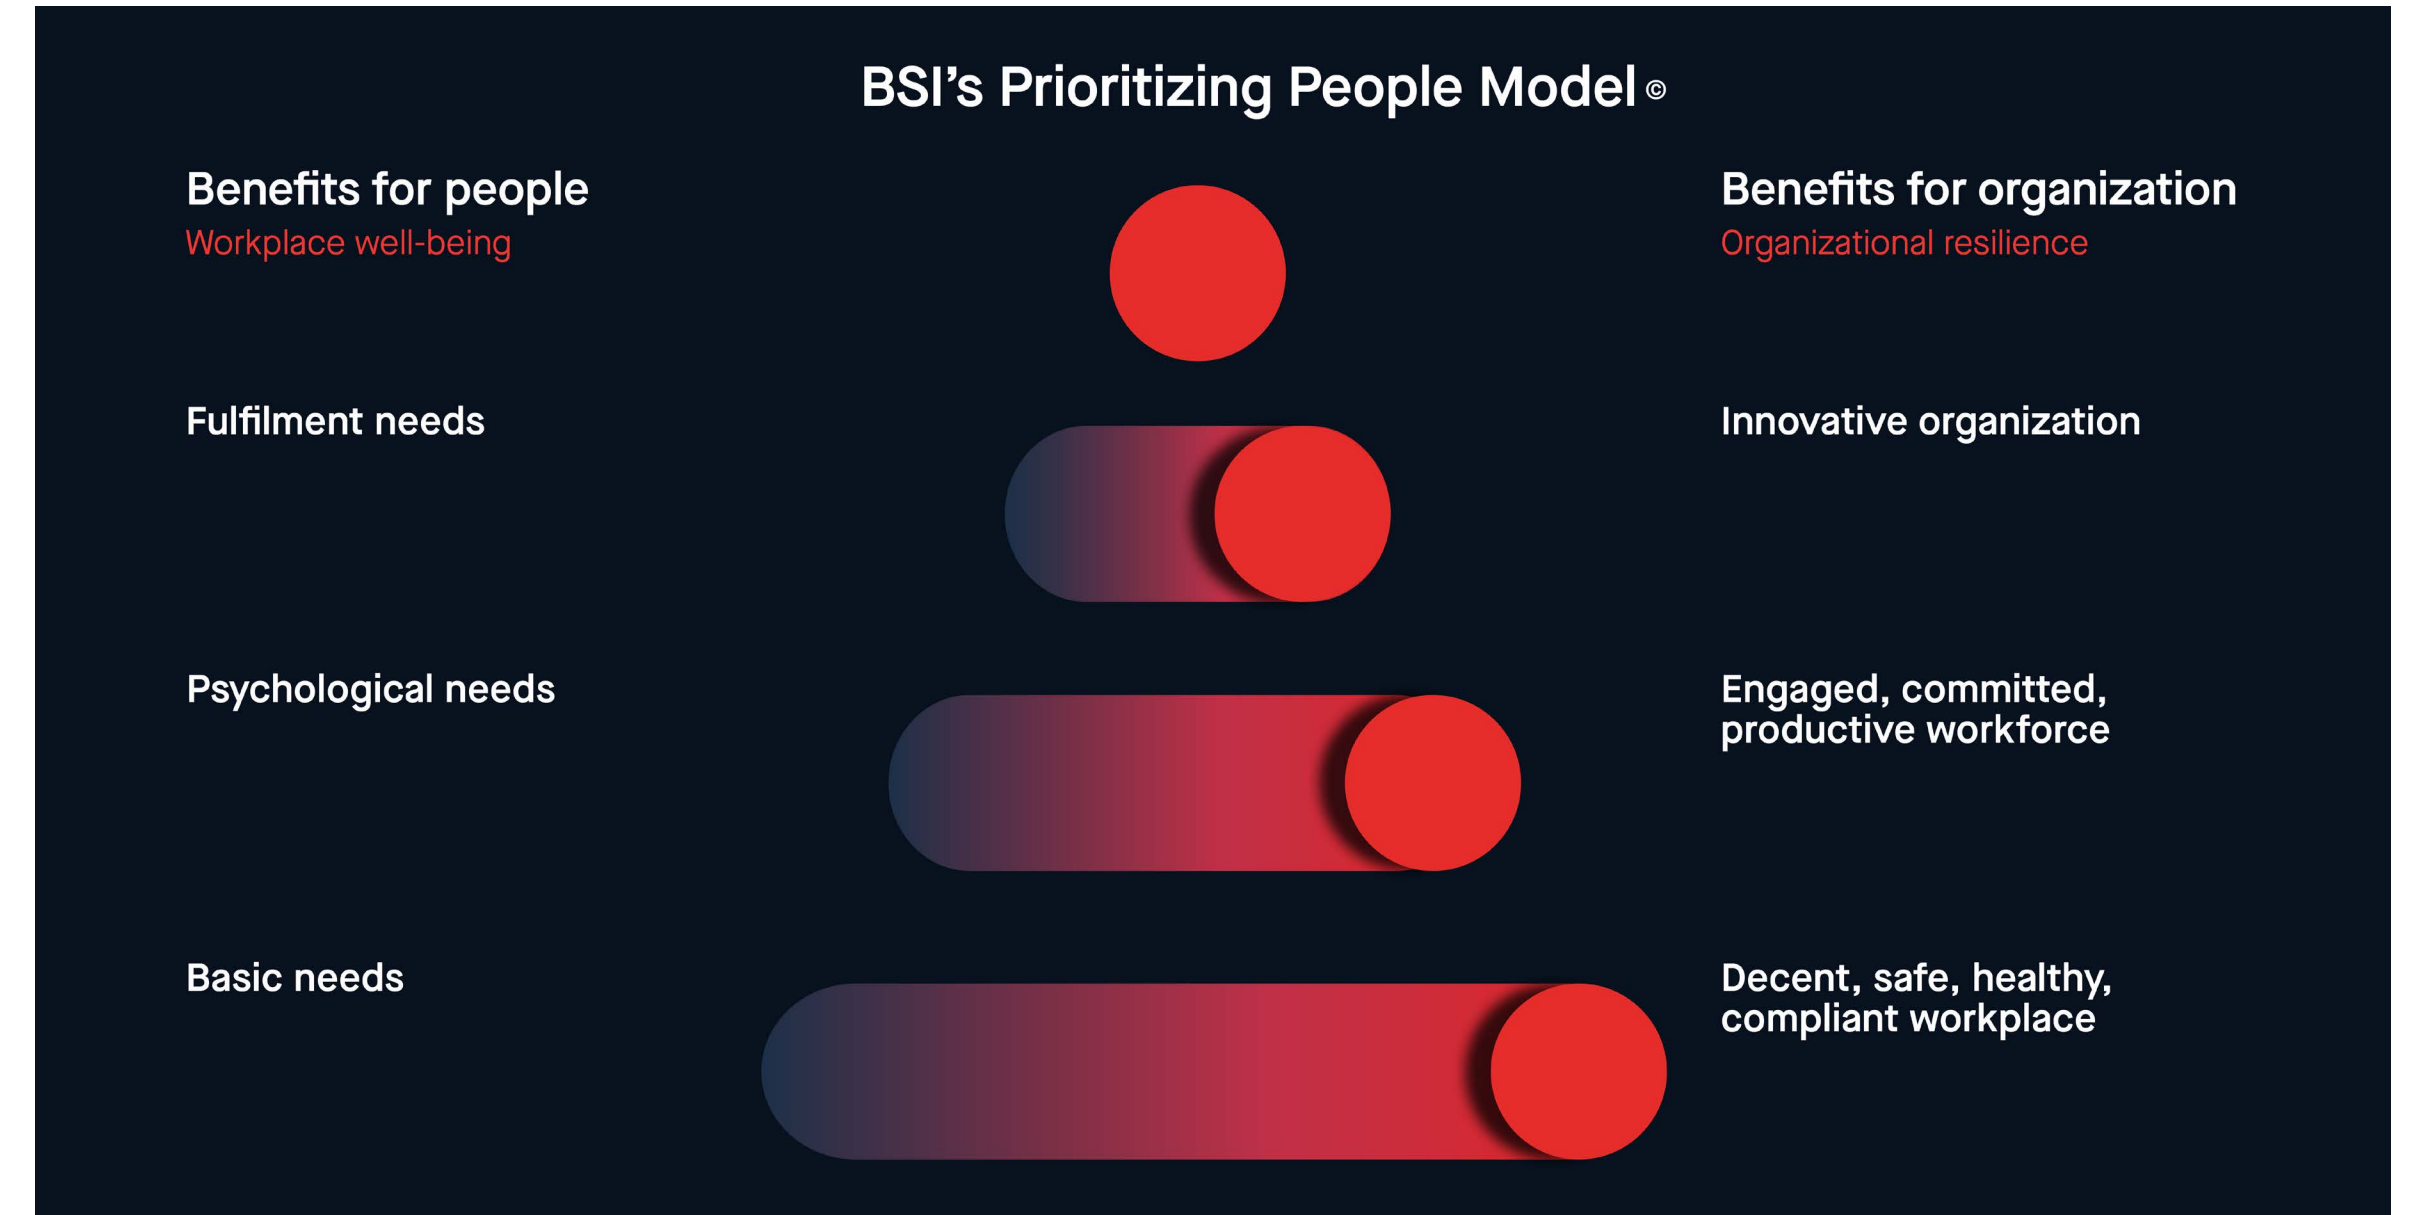 BSI's Prioritizing People Model ©
Benefits for people
Workplace well-being
Benefits for organization
Organizational resilience
Fulfilment needs
Innovative organization
Psychological needs
Engaged, committed,
productive workforce
Basic needs
Decent, safe, healthy,
compliant workplace